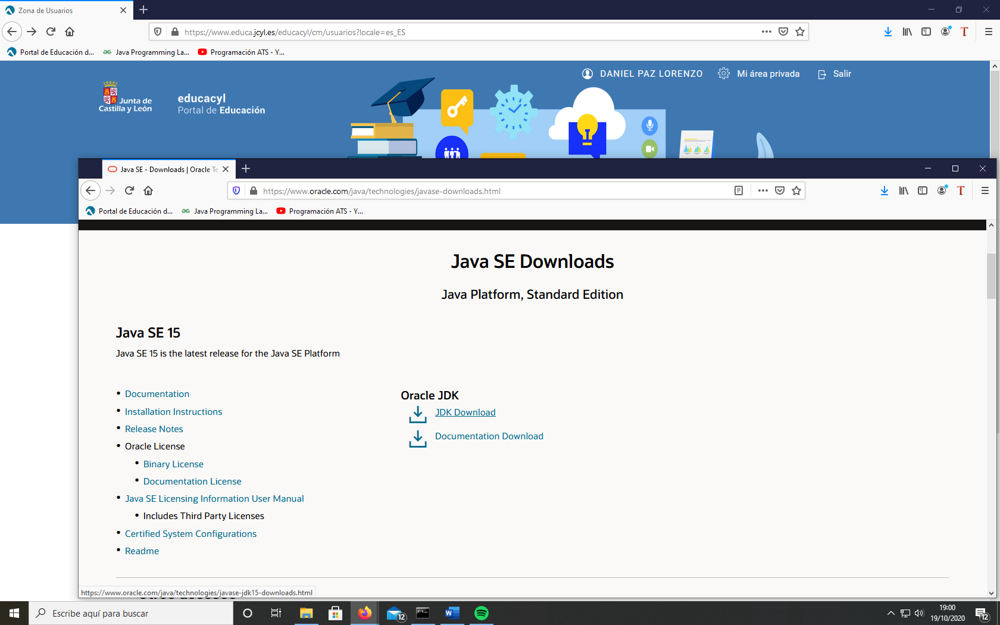 Zona de Usuarios
https://www.educa.jcyl.es/educacyl/cm/usuarios?locale=es_ES
Portal de Educación d...
Java Programming La...
Programación ATS - Y...
DANIEL PAZ LORENZO
Mi área privada
Salir
Junta de
Castilla y León
educacyl
Portal de Educación
Java SE - Downloads | Oracle Te
https://www.oracle.com/java/technologies/javase-downloads.html
Portal de Educación d...
Java Programming La...
Programación ATS - Y...
Java SE Downloads
Java Platform, Standard Edition
Java SE 15
Java SE 15 is the latest release for the Java SE Platform
Documentation
Installation Instructions
Release Notes
Oracle License
Binary License
Documentation License
Java SE Licensing Information User Manual
Includes Third Party Licenses
Certified System Configurations
Readme
Oracle JDK
JDK Download
Documentation Download
https://www.oracle.com/java/technologies/javase-jdk15-downloads.html
Escribe aquí para buscar
12
19:00
19/10/2020
12